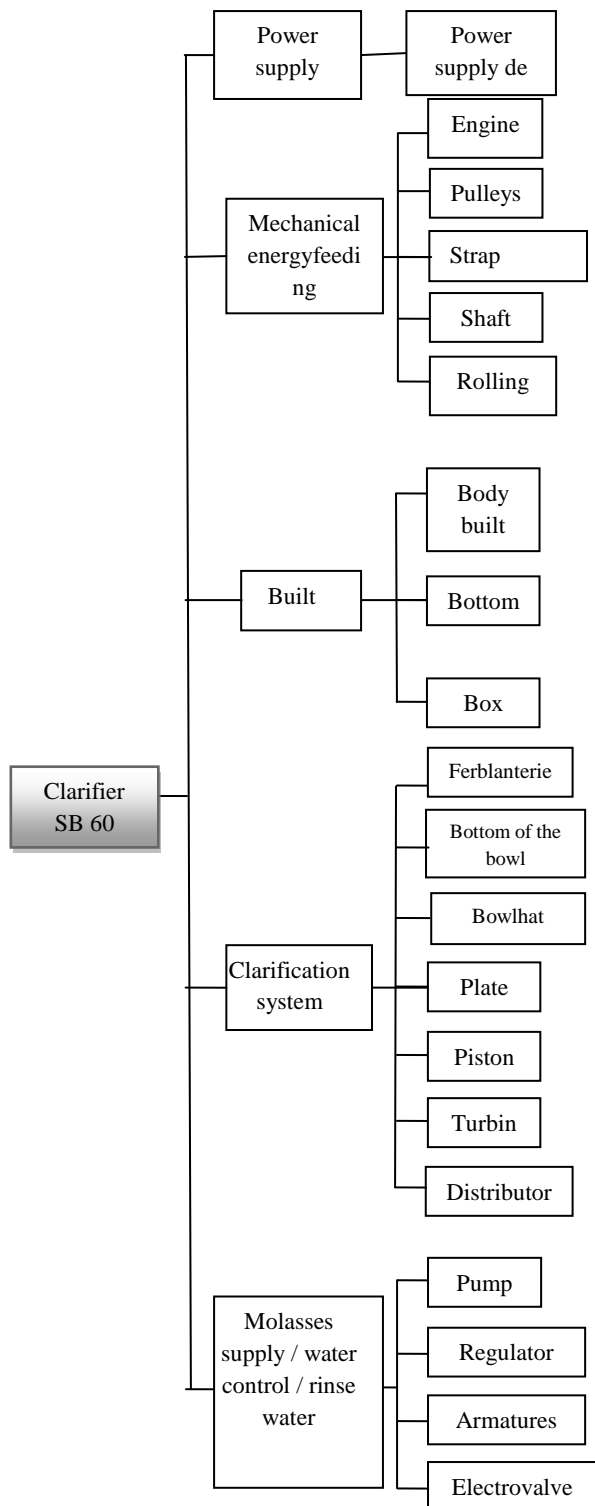 Power
supply
Power
supply de
Engine
Pulleys
Mechanical
energyfeedi
ng
Strap
Shaft
Rolling
Body
built
Built
Bottom
Box
Clarifier
SB 60
Ferblanterie
Bottom of the
bowl
Bowlhat
Clarification
system
Plate
Piston
Turbin
Distributor
Molasses
supply / water
control / rinse
water
Pump
Regulator
Armatures
Electrovalve